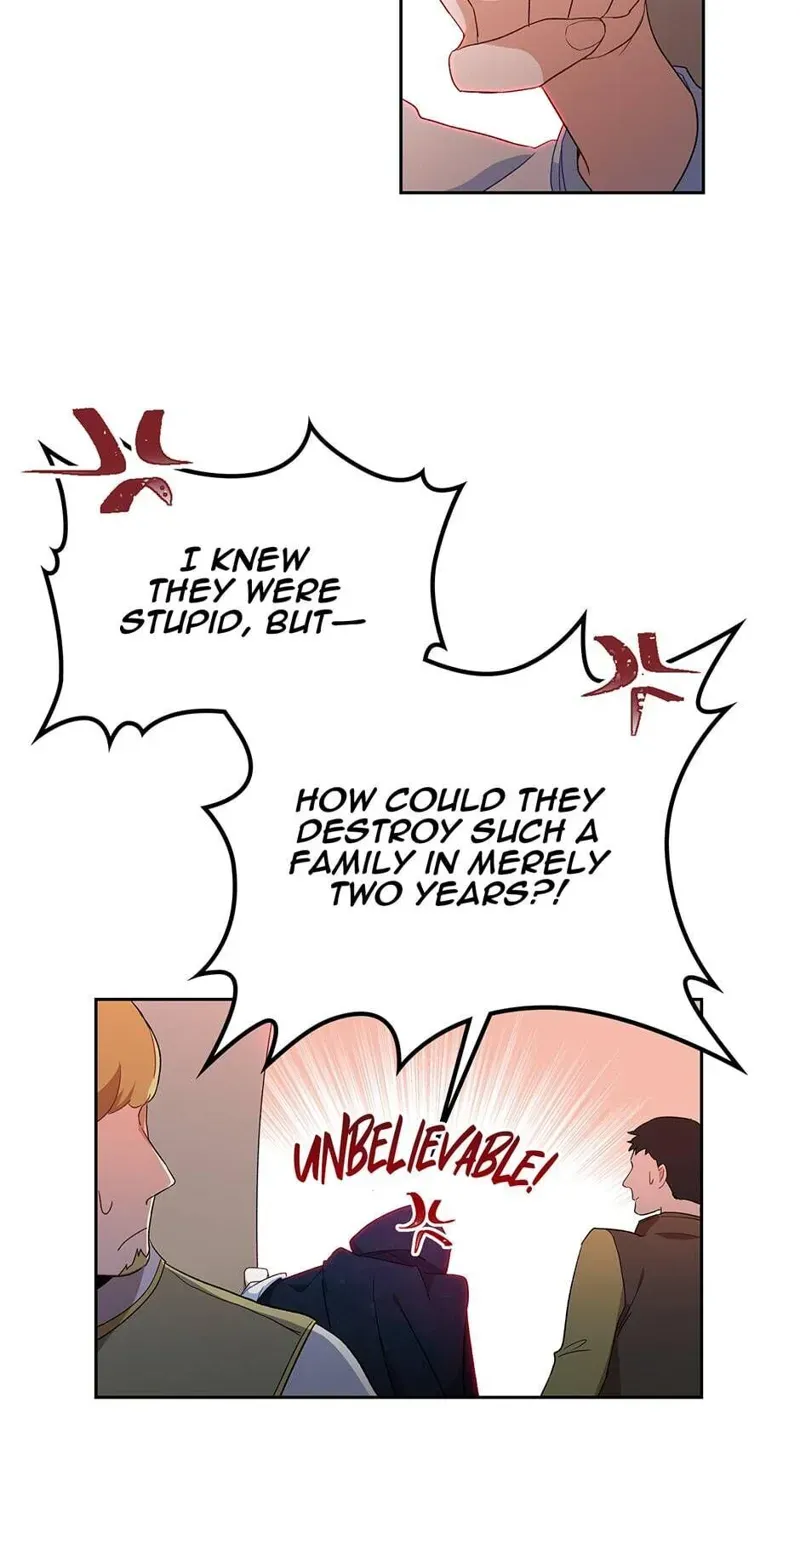 I KNEW
THEY WERE
STUPID, BUT—
HOW COULD THEY
DESTROY SUCH A
FAMILY IN MERELY
TWO YEARS?!
UNBELIEVABLE!